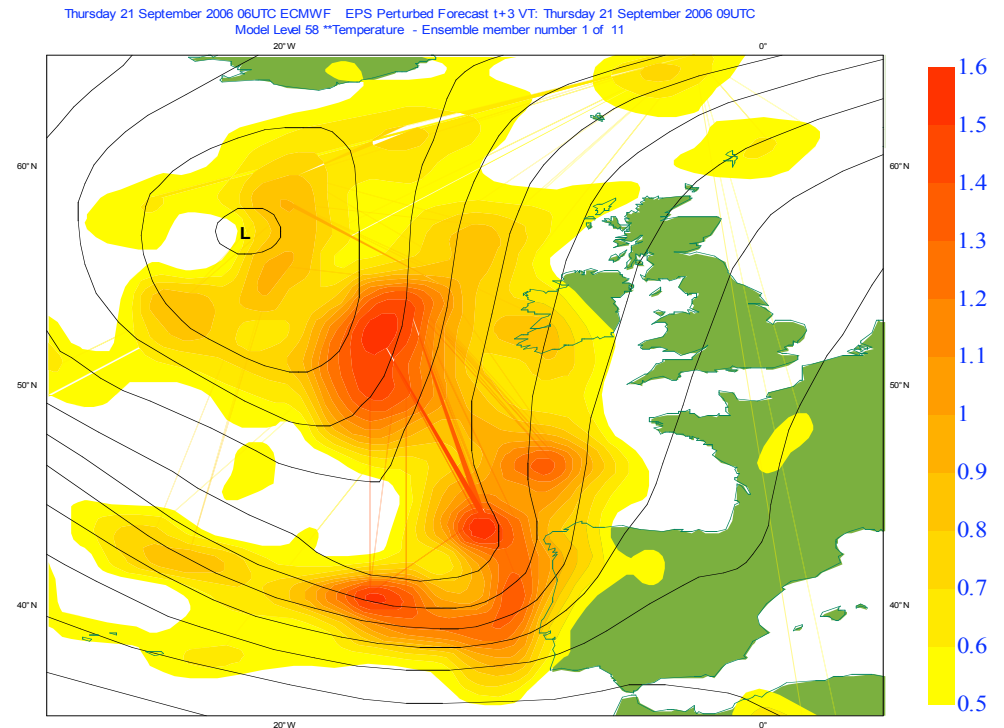 Thursday 21 September 2006 06UTC ECMWF EPS Perturbed Forecast t+3 VT: Thursday 21 September 2006 09UTC
Model Level 58 **Temperature - Ensemble member number 1 of 11
20°W 0°
1.6
1.5
60°N 60°N
1.4
L
1.3
1.2
1.1
50°N 50°N
1
0.9
0.8
0.7
40°N 40°N
0.6
0.5
20°W 0°